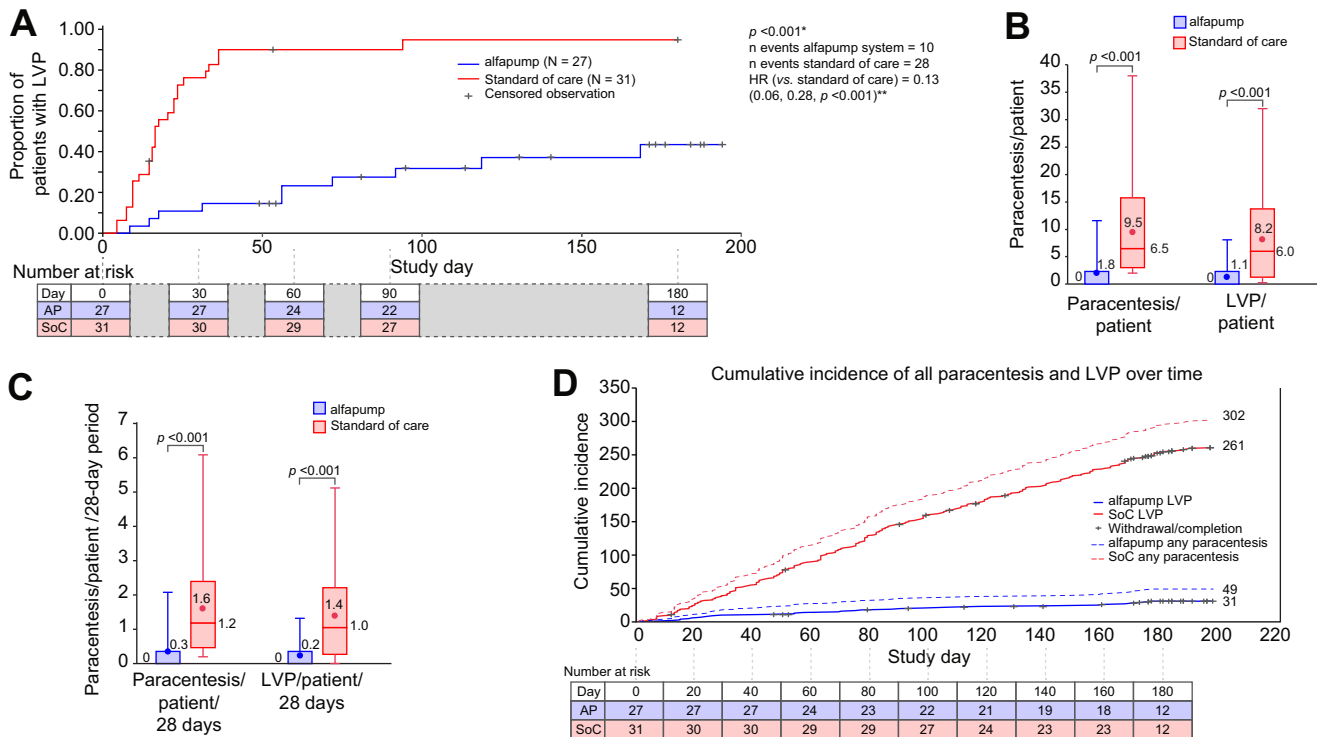 A
Proportion of
patients with LVP
1.00
0.80
0.60
0.40
0.20
0.00
alfapump (N = 27)
Standard of care (N = 31)
Censored observation
0
50
100
150
200
Study day
p <0.001*
n events alfapump system = 10
n events standard of care = 28
HR (vs. standard of care) = 0.13
(0.06, 0.28, p <0.001)**
Number at risk
Day 0 30 60 90 180
AP 27 27 24 22 12
SoC 31 30 29 27 12
B
alfapump
Standard of care
Paracentesis/patient
40
35
30
25
20
15
10
5
0
p <0.001
p <0.001
0
1.8
9.5
6.5
0
1.1
8.2
6.0
Paracentesis/
patient
LVP/
patient
C
alfapump
Standard of care
Paracentesis/patient /28-day period
7
6
5
4
3
2
1
0
p <0.001
p <0.001
0
0.3
1.6
1.2
0
0.2
1.4
1.0
Paracentesis/
patient/
28 days
LVP/patient/
28 days
D
Cumulative incidence of all paracentesis and LVP over time
Cumulative incidence
350
300
250
200
150
100
50
0
302
261
49
31
alfapump LVP
SoC LVP
Withdrawal/completion
alfapump any paracentesis
SoC any paracentesis
0 20 40 60 80 100 120 140 160 180 200 220
Study day
Number at risk
Day 0 20 40 60 80 100 120 140 160 180
AP 27 27 27 24 23 22 21 19 18 12
SoC 31 30 30 29 29 27 24 23 23 12